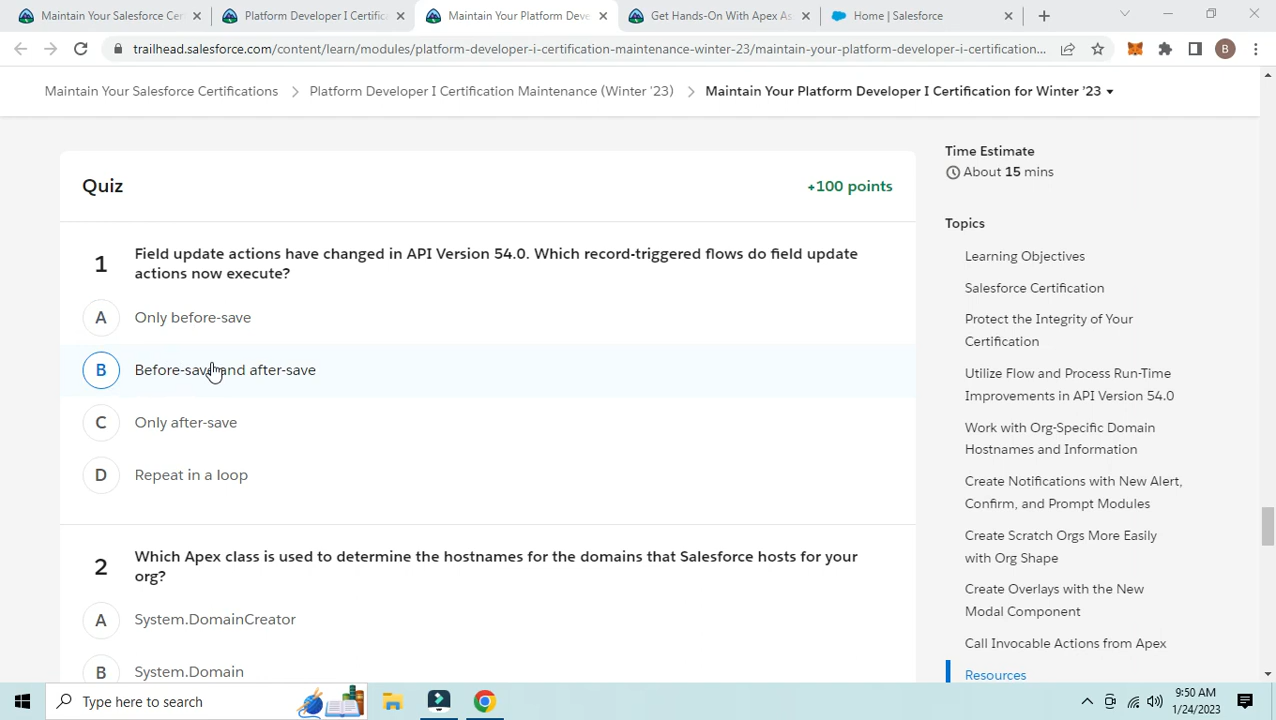 Maintain Your Salesforce Cer
Platform Developer I Certific
Maintain Your Platform Deve
Get Hands-On With Apex As
Home | Salesforce
trailhead.salesforce.com/content/learn/modules/platform-developer-i-certification-maintenance-winter-23/maintain-your-platform-developer-i-certification...
B
Maintain Your Salesforce Certifications
Platform Developer I Certification Maintenance (Winter '23)
Maintain Your Platform Developer I Certification for Winter '23
Quiz
+100 points
1
Field update actions have changed in API Version 54.0. Which record-triggered flows do field update
actions now execute?
A
Only before-save
B
Before-save and after-save
C
Only after-save
D
Repeat in a loop
2
Which Apex class is used to determine the hostnames for the domains that Salesforce hosts for your
org?
A
System.DomainCreator
B
System.Domain
Time Estimate
About 15 mins
Topics
Learning Objectives
Salesforce Certification
Protect the Integrity of Your
Certification
Utilize Flow and Process Run-Time
Improvements in API Version 54.0
Work with Org-Specific Domain
Hostnames and Information
Create Notifications with New Alert,
Confirm, and Prompt Modules
Create Scratch Orgs More Easily
with Org Shape
Create Overlays with the New
Modal Component
Call Invocable Actions from Apex
Resources
Type here to search
9:50 AM
1/24/2023